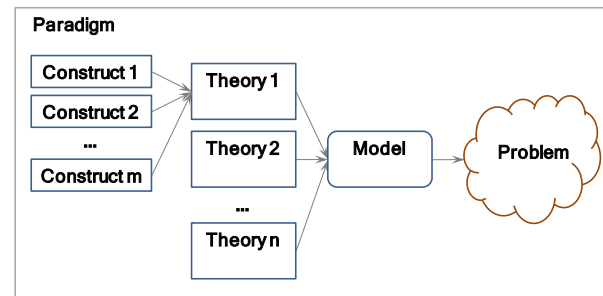 Paradigm
Construct 1
Construct 2
...
Construct m
Theory 1
Theory 2
...
Theory n
Model
Problem